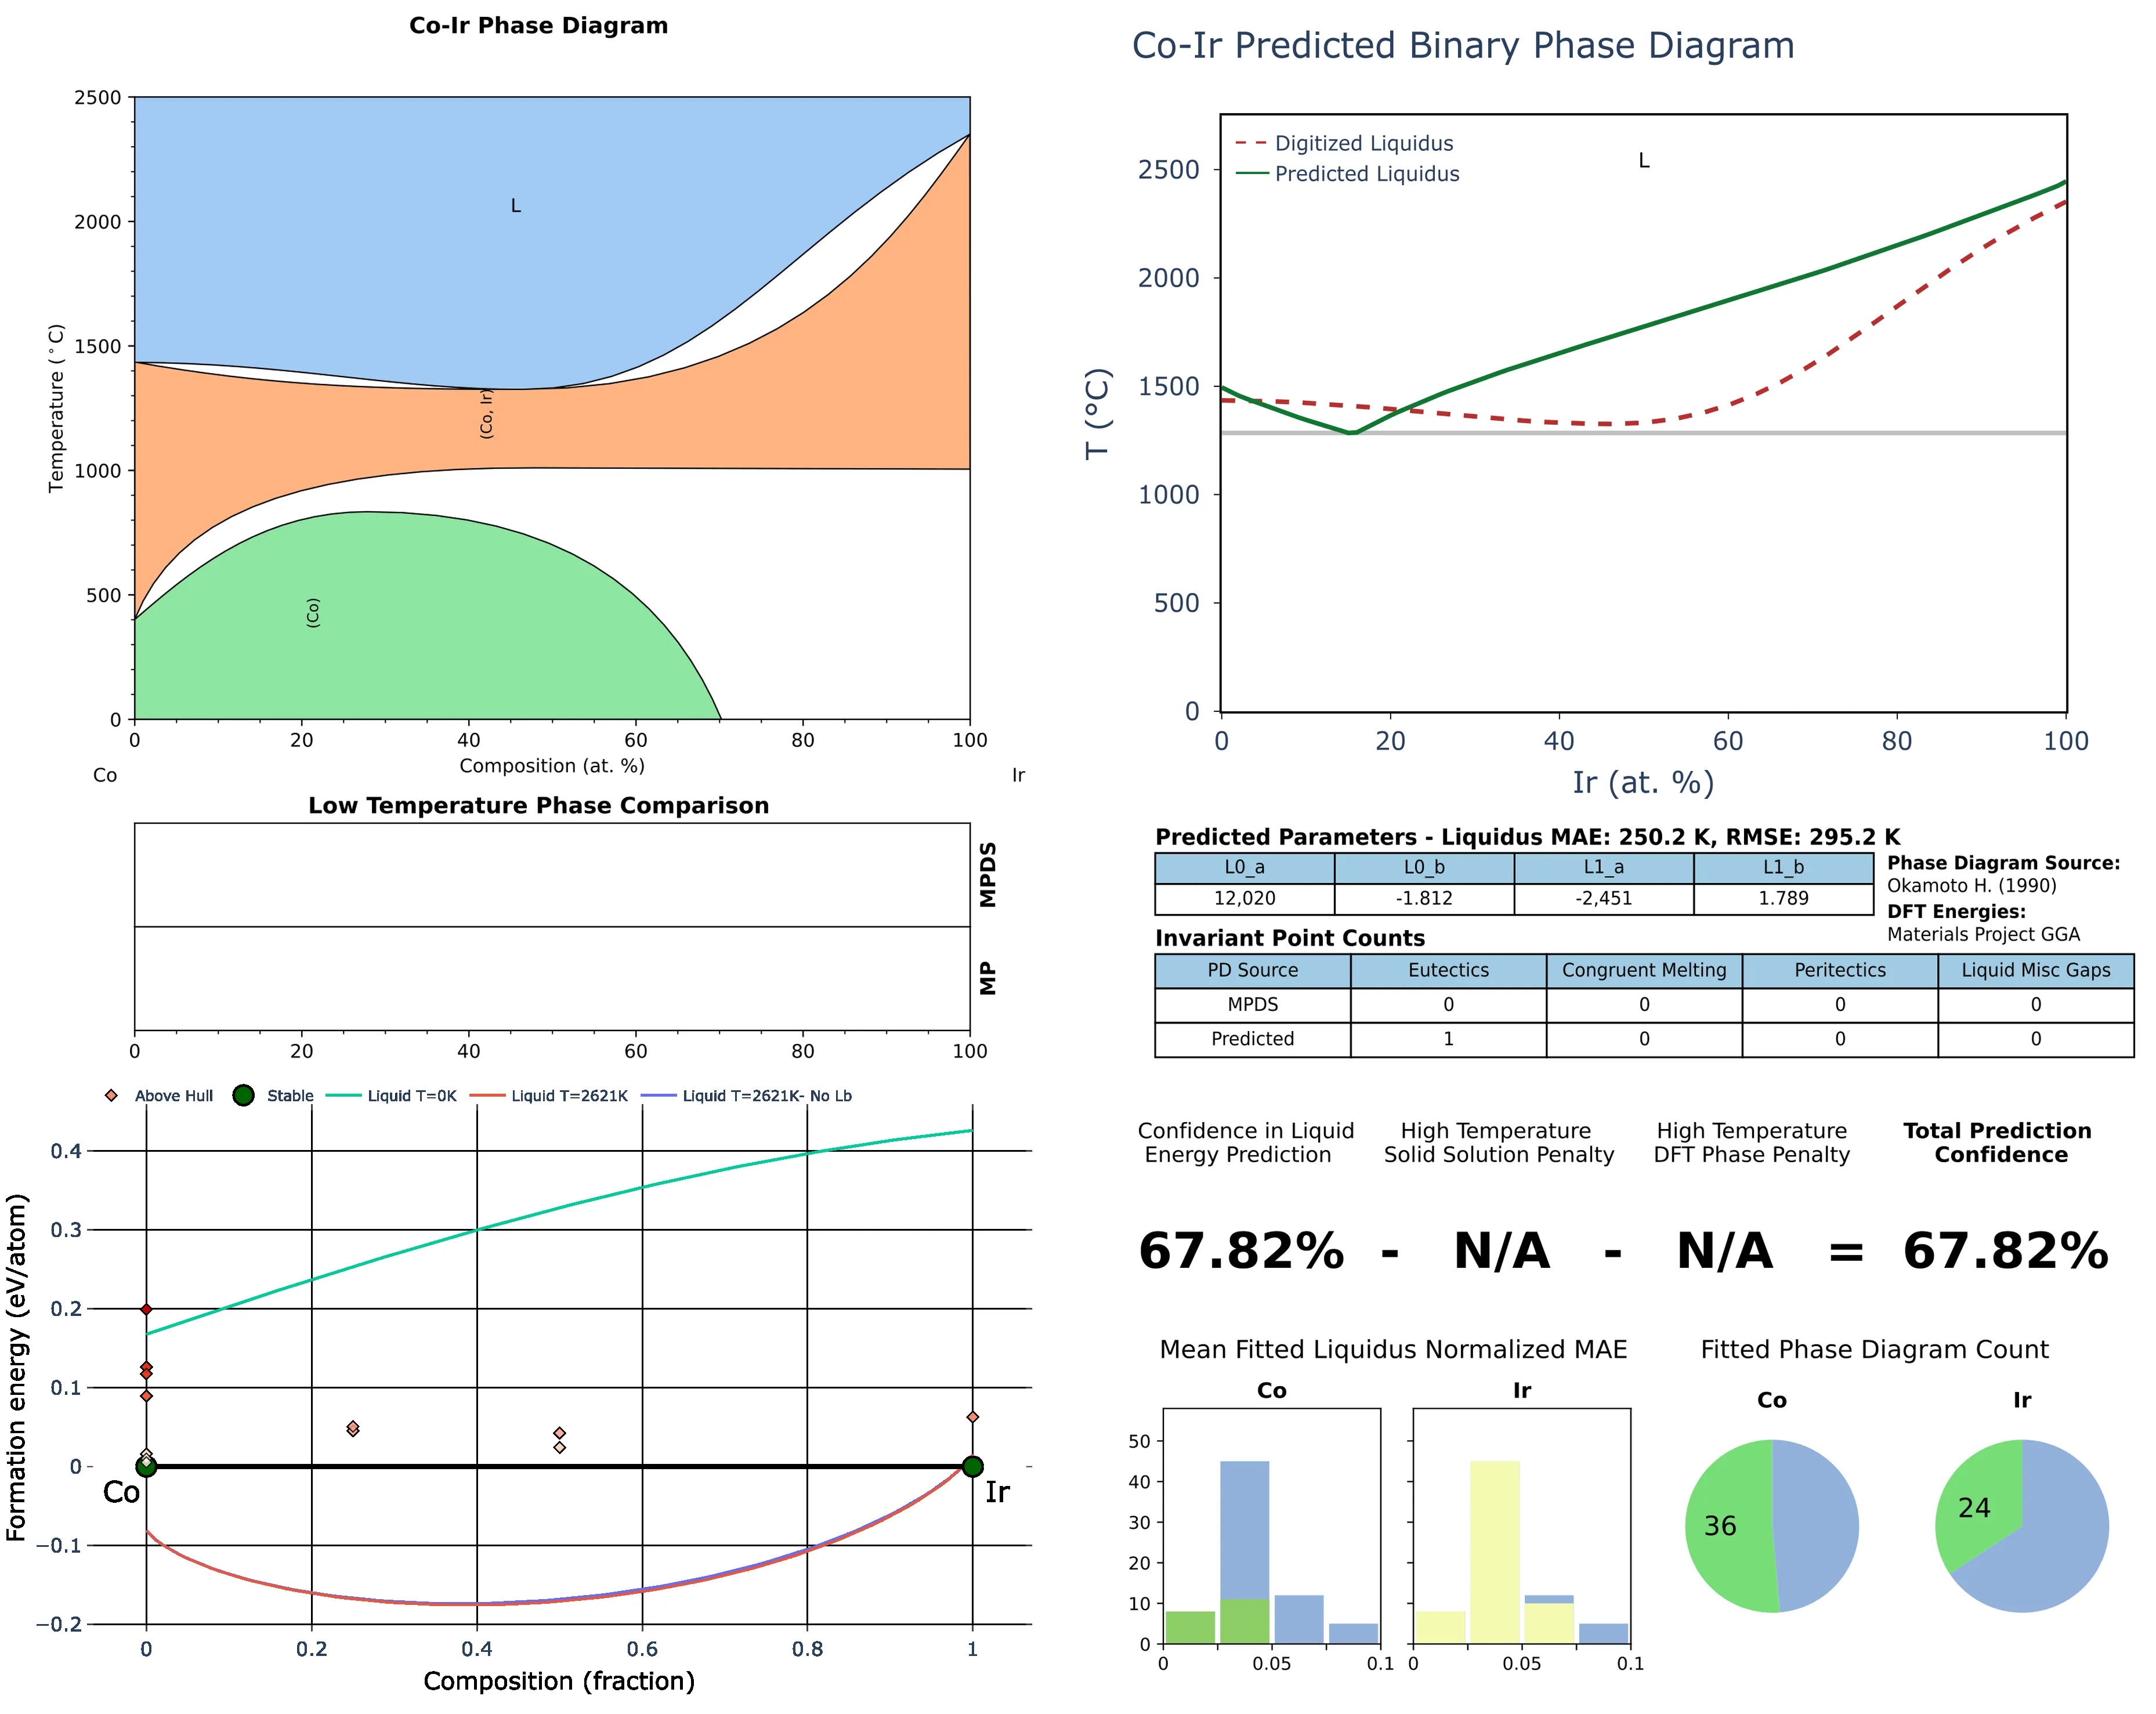 Co-Ir Phase Diagram
2500
2000
1500
1000
500
0
Temperature (°C)
L
(Co, Ir)
(Co)
0 20 40 60 80 100
Composition (at. %)
Co Ir
Low Temperature Phase Comparison
MPDS
MP
0 20 40 60 80 100
Above Hull Stable Liquid T=0K Liquid T=2621K Liquid T=2621K- No Lb
0.4
0.3
0.2
0.1
0
−0.1
−0.2
Formation energy (eV/atom)
Co Ir
0 0.2 0.4 0.6 0.8 1
Composition (fraction)
Co-Ir Predicted Binary Phase Diagram
Digitized Liquidus
Predicted Liquidus
L
2500
2000
1500
1000
500
0
T (°C)
0 20 40 60 80 100
Ir (at. %)
Predicted Parameters - Liquidus MAE: 250.2 K, RMSE: 295.2 K
L0_a L0_b L1_a L1_b
12,020 -1.812 -2,451 1.789
Phase Diagram Source:
Okamoto H. (1990)
DFT Energies:
Materials Project GGA
Invariant Point Counts
PD Source Eutectics Congruent Melting Peritectics Liquid Misc Gaps
MPDS 0 0 0 0
Predicted 1 0 0 0
Confidence in Liquid
Energy Prediction
High Temperature
Solid Solution Penalty
High Temperature
DFT Phase Penalty
Total Prediction
Confidence
67.82% - N/A - N/A = 67.82%
Mean Fitted Liquidus Normalized MAE
Co Ir
50
40
30
20
10
0
0 0.05 0.1 0 0.05 0.1
Fitted Phase Diagram Count
Co Ir
36 24